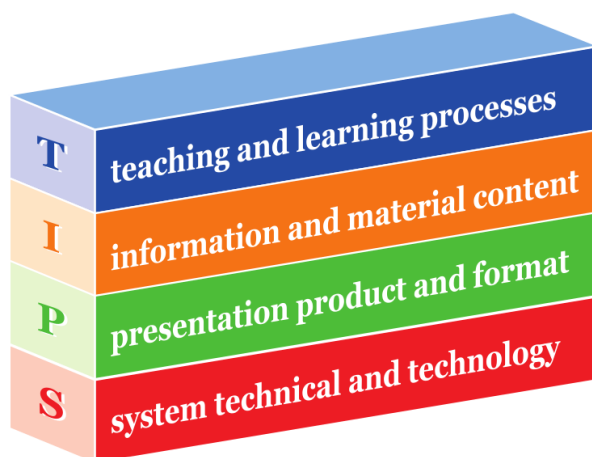 T teaching and learning processes
I information and material content
P presentation product and format
S system technical and technology